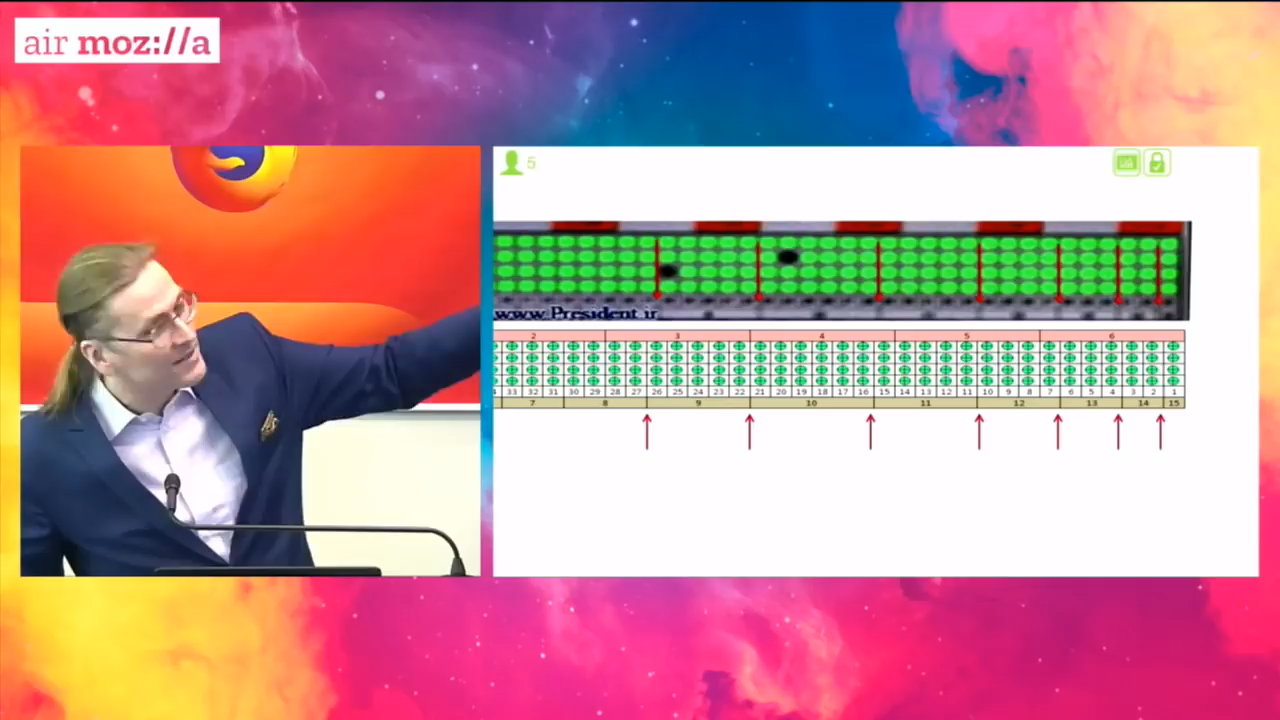 air moz://a
5
www.President.ir
2 3 4 5 6
33 32 31 30 29 28 27 26 25 24 23 22 21 20 19 18 17 16 15 14 13 12 11 10 9 8 7 6 5 4 3 2 1
7 8 9 10 11 12 13 14 15